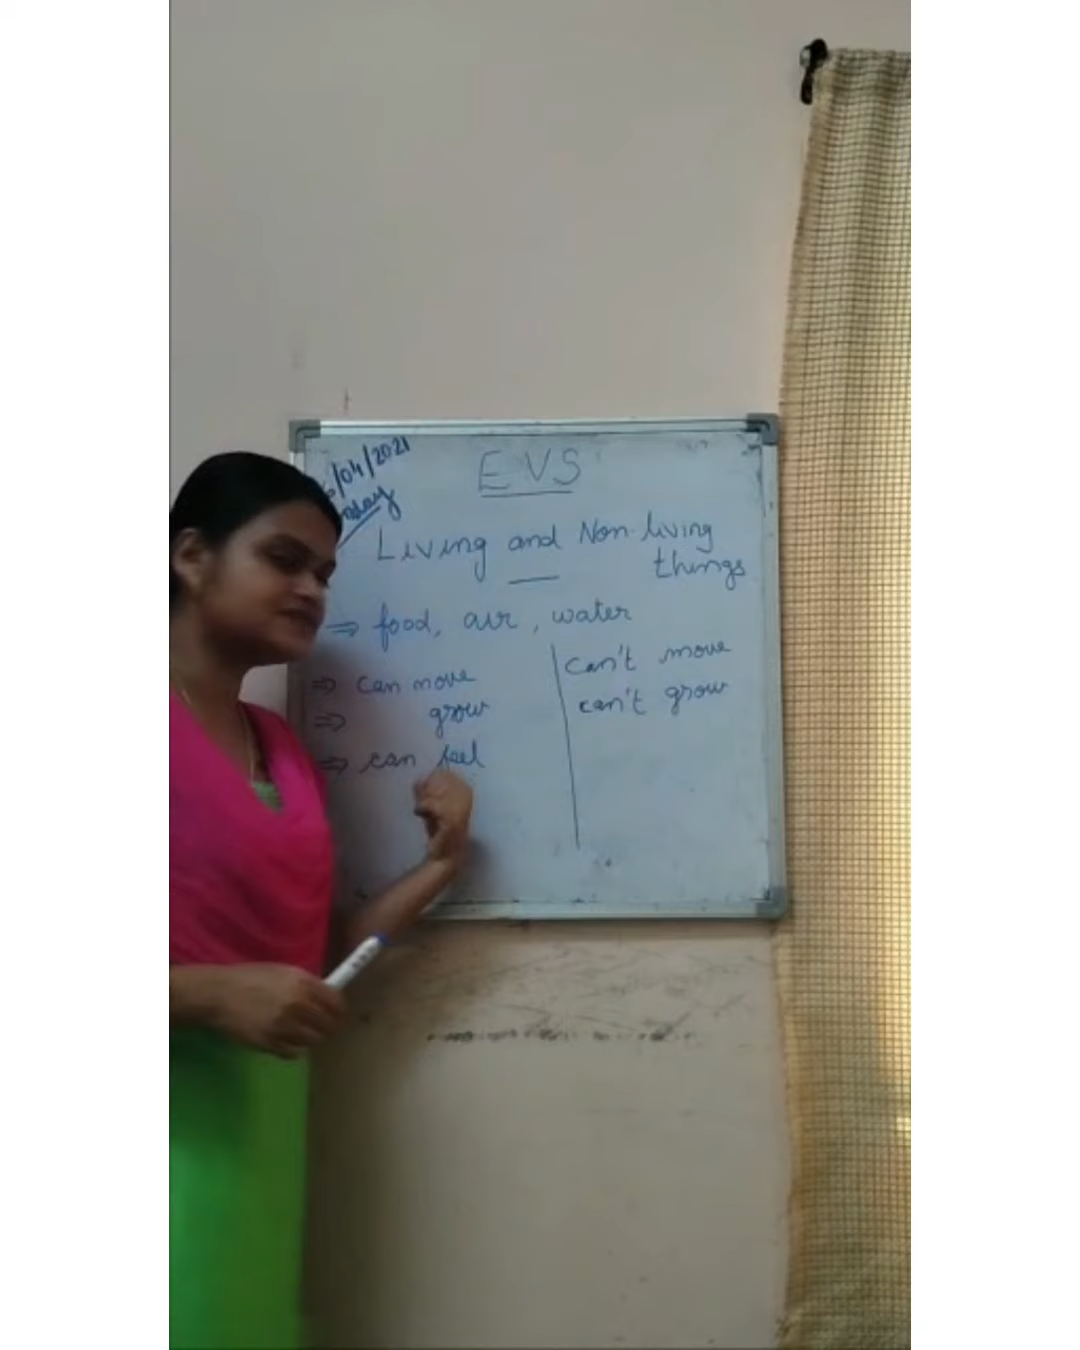 /04/2021
EVS
Living and Non-living
things
⇒ food, air, water
⇒ can move
can't move
⇒ grow
can't grow
⇒ can feel